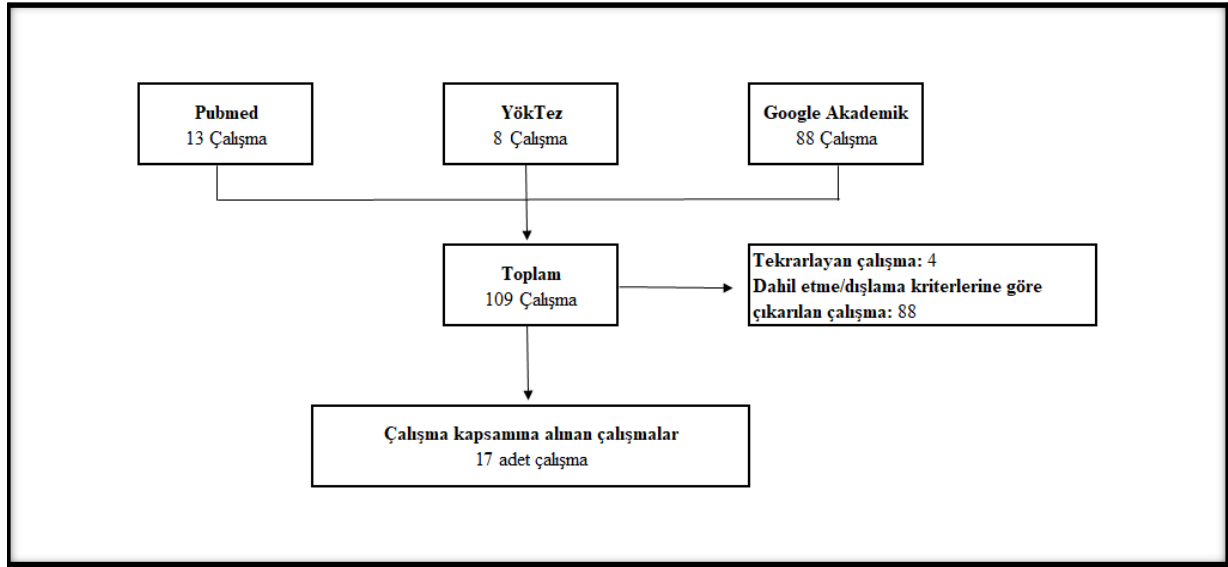 Pubmed
13 Çalışma
YökTez
8 Çalışma
Google Akademik
88 Çalışma
Toplam
109 Çalışma
Tekrarlayan çalışma: 4
Dahil etme/dışlama kriterlerine göre
çıkarılan çalışma: 88
Çalışma kapsamına alınan çalışmalar
17 adet çalışma